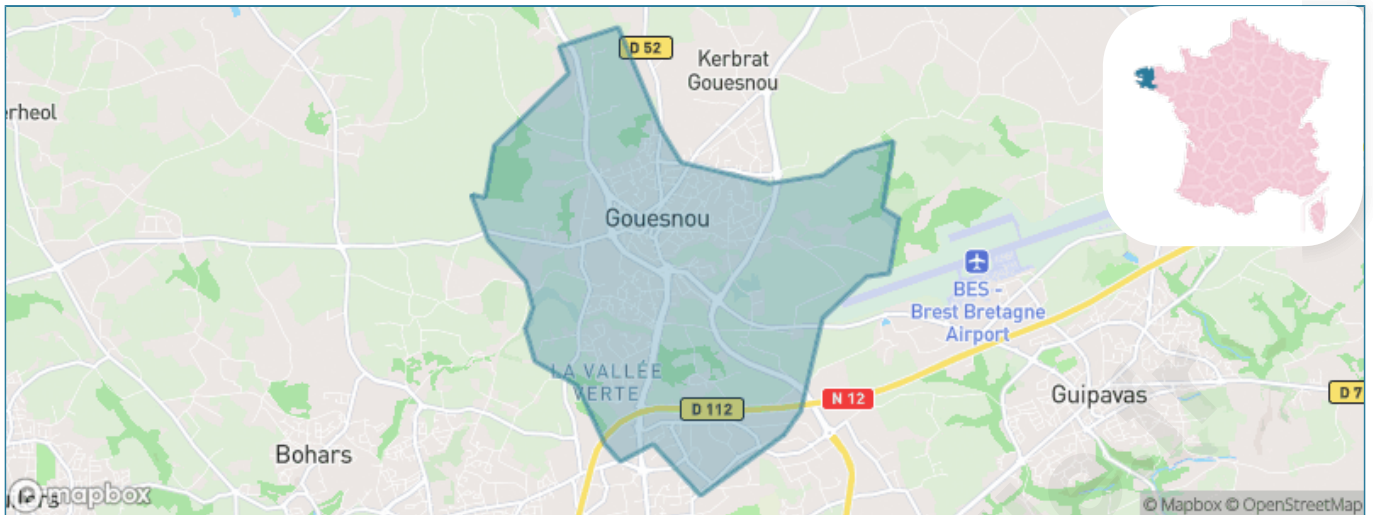 D 52
Kerbrat
Gouesnou
erheol
Gouesnou
BES -
Brest Bretagne
Airport
LA VALLÉE
VERTE
D 112
N 12
Guipavas
D 7
Bohars
mapbox
© Mapbox © OpenStreetMap